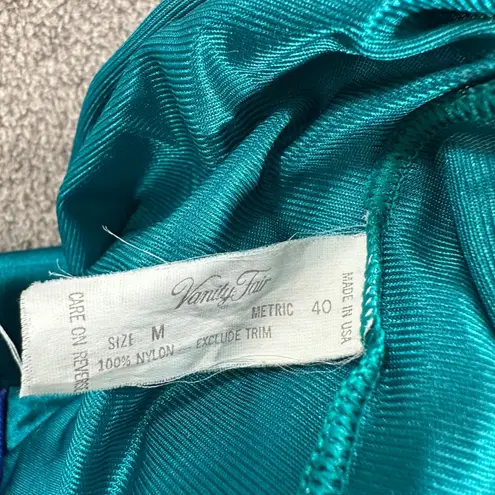 Vanity Fair
SIZE M METRIC 40
100% NYLON EXCLUDE TRIM
CARE ON REVERSE
MADE IN USA